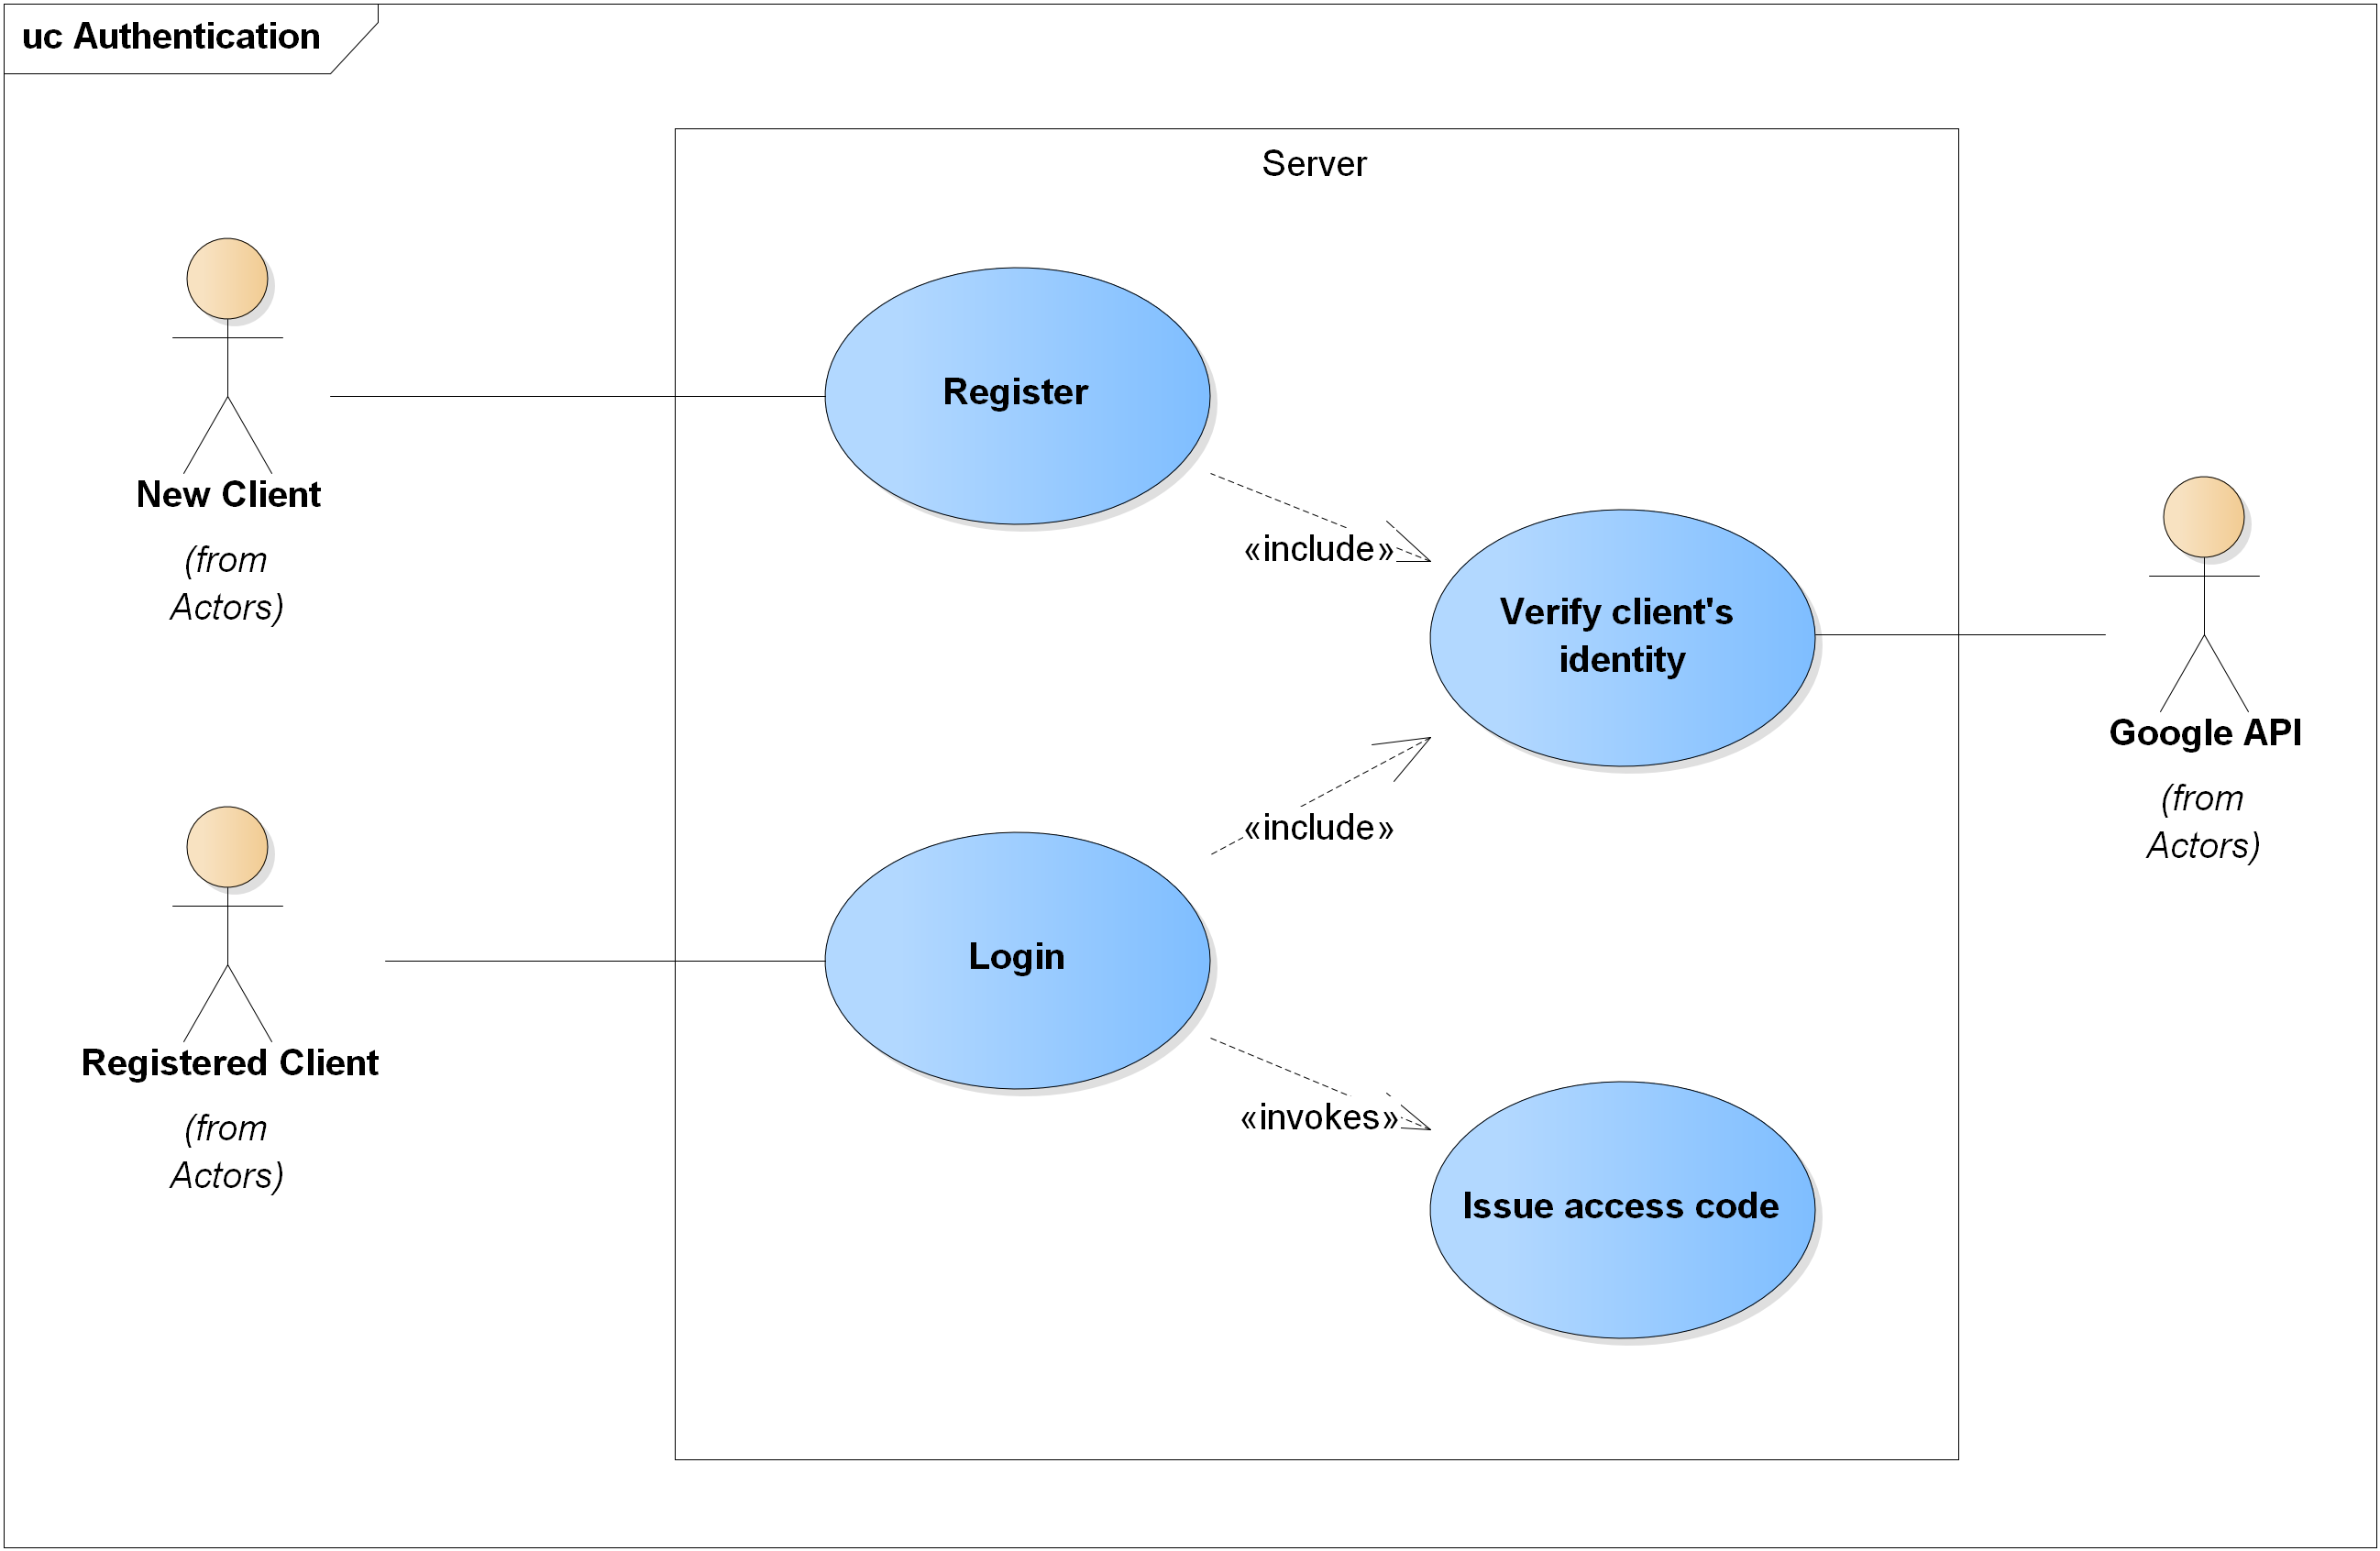 uc Authentication
Server
Register
New Client
(from
Actors)
«include»
Verify client's
identity
Google API
(from
Actors)
«include»
Login
Registered Client
(from
Actors)
«invokes»
Issue access code